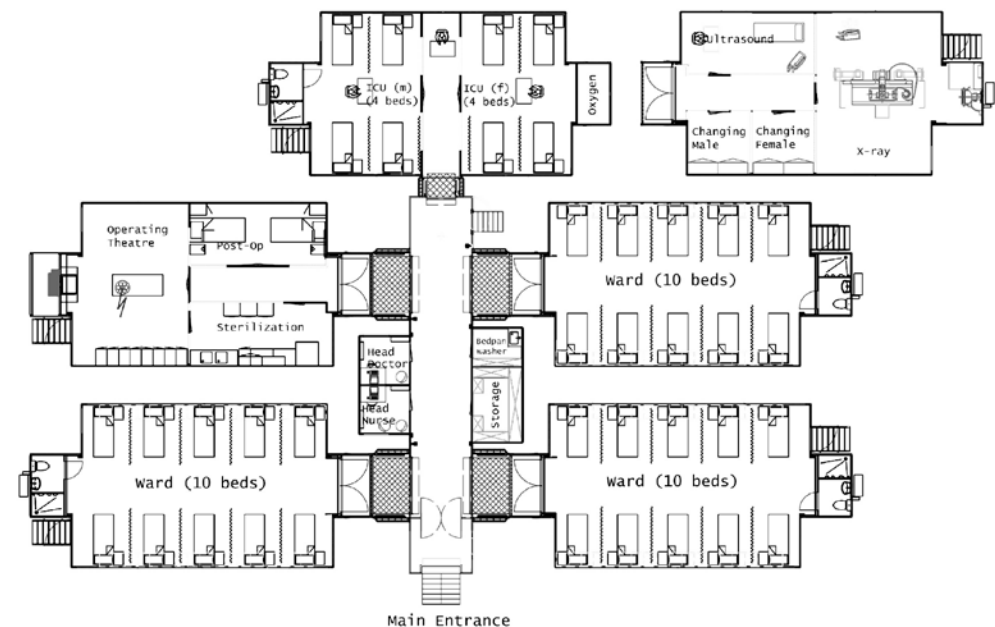 Ultrasound
ICU (m)
(4 beds)
ICU (f)
(4 beds)
Oxygen
Changing
Male
Changing
Female
X-ray
Operating
Theatre
Post-Op
Sterilization
Ward (10 beds)
Head
Doctor
Head
Nurse
Bedpan
washer
Storage
Ward (10 beds)
Ward (10 beds)
Main Entrance